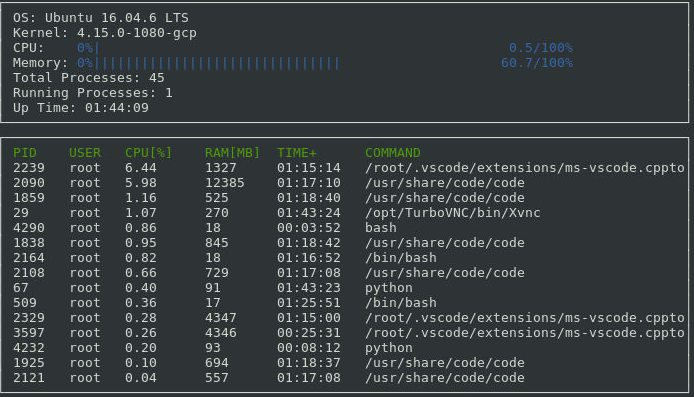 OS: Ubuntu 16.04.6 LTS
Kernel: 4.15.0-1080-gcp
CPU: 0%| 0.5/100%
Memory: 0%||||||||||||||||||||||||||||||| 60.7/100%
Total Processes: 45
Running Processes: 1
Up Time: 01:44:09
PID USER CPU[%] RAM[MB] TIME+ COMMAND
2239 root 6.44 1327 01:15:14 /root/.vscode/extensions/ms-vscode.cppto
2090 root 5.98 12385 01:17:10 /usr/share/code/code
1859 root 1.16 525 01:18:40 /usr/share/code/code
29 root 1.07 270 01:43:24 /opt/TurboVNC/bin/Xvnc
4290 root 0.86 18 00:03:52 bash
1838 root 0.95 845 01:18:42 /usr/share/code/code
2164 root 0.82 18 01:16:52 /bin/bash
2108 root 0.66 729 01:17:08 /usr/share/code/code
67 root 0.40 91 01:43:23 python
509 root 0.36 17 01:25:51 /bin/bash
2329 root 0.28 4347 01:15:00 /root/.vscode/extensions/ms-vscode.cppto
3597 root 0.26 4346 00:25:31 /root/.vscode/extensions/ms-vscode.cppto
4232 root 0.20 93 00:08:12 python
1925 root 0.10 694 01:18:37 /usr/share/code/code
2121 root 0.04 557 01:17:08 /usr/share/code/code